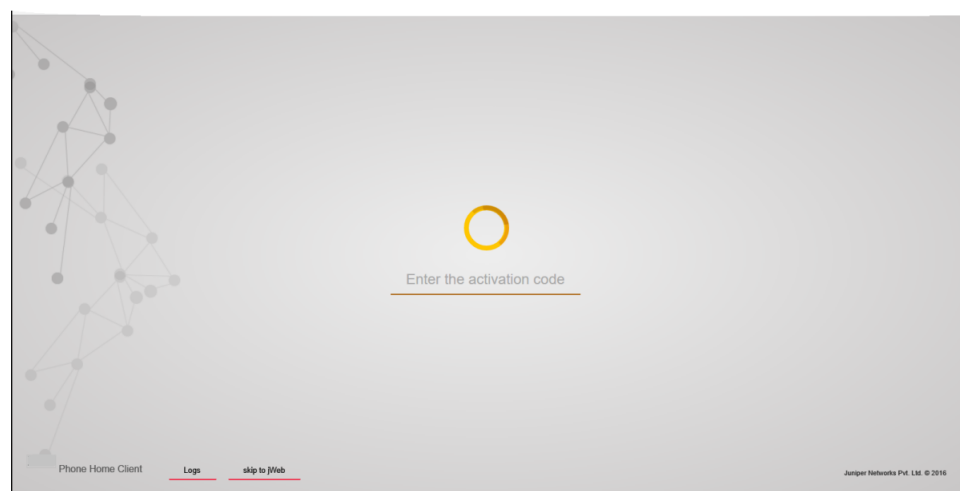 Enter the activation code
Phone Home Client Logs skip to jWeb Juniper Networks Pvt. Ltd. © 2016